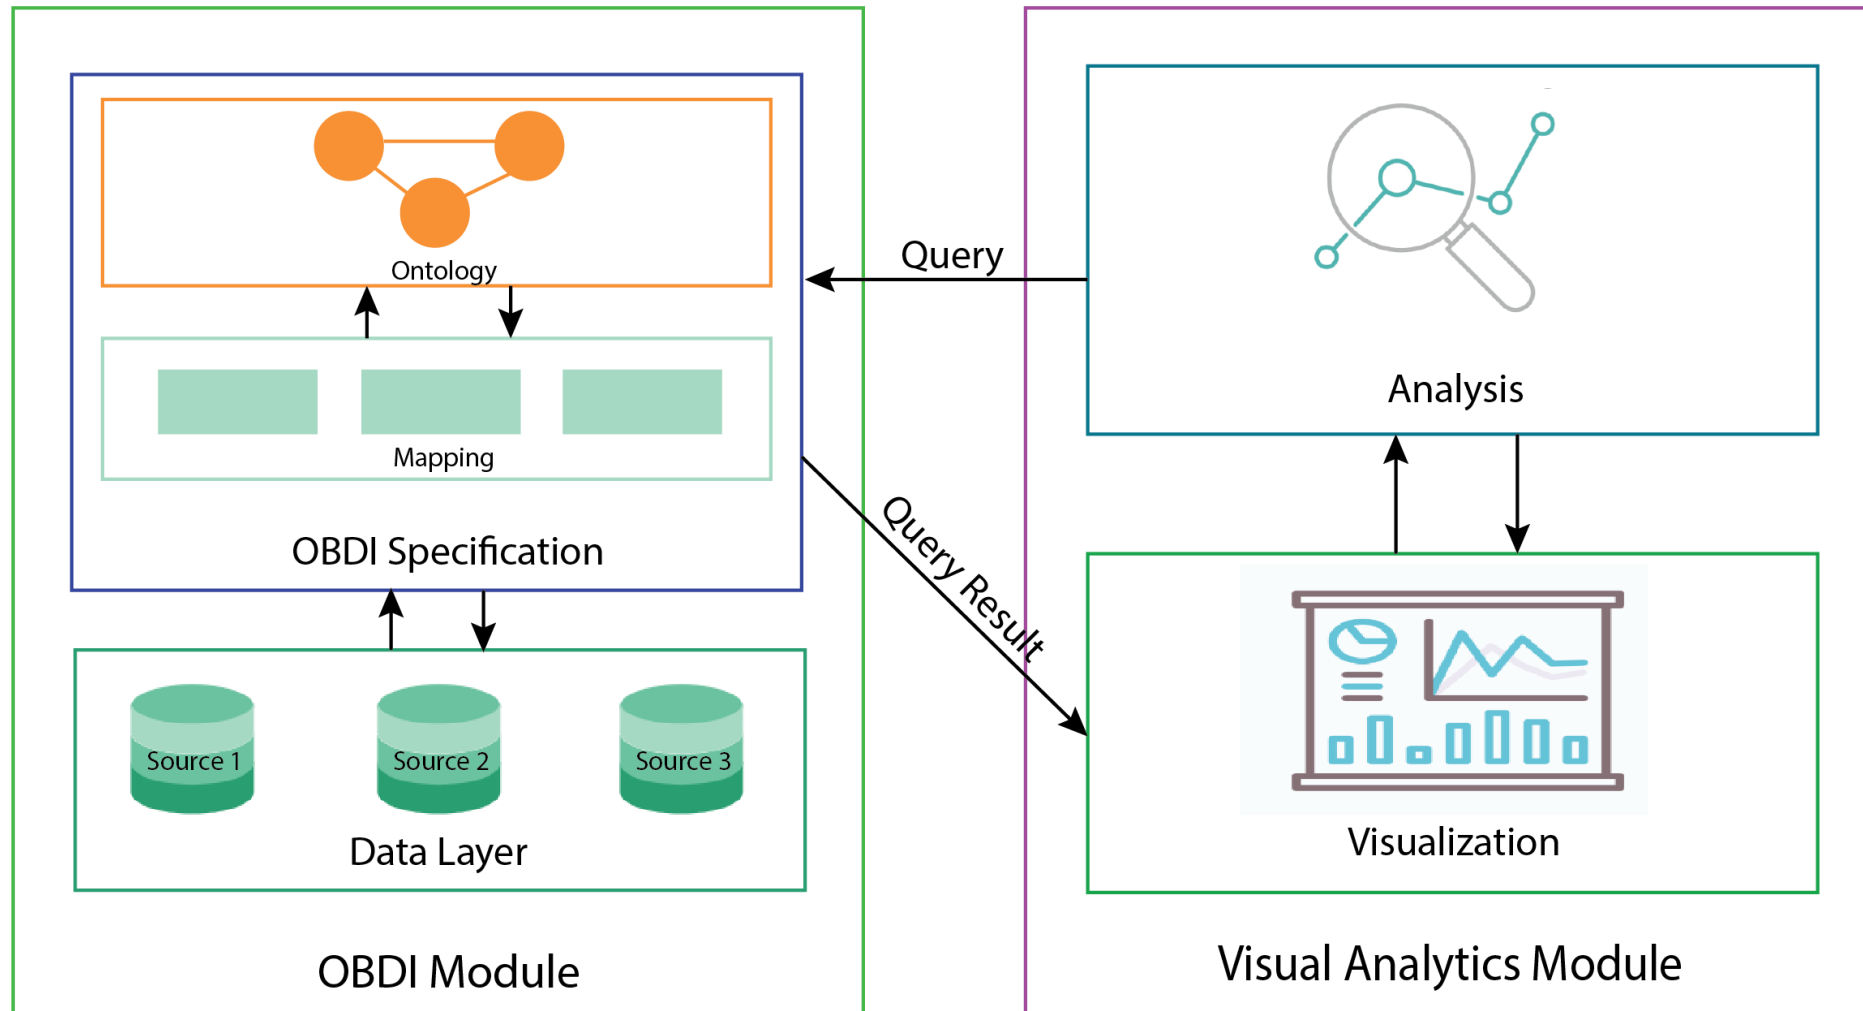 Ontology
Mapping
OBDI Specification
Source 1
Source 2
Source 3
Data Layer
OBDI Module
Query
Query Result
Analysis
Visualization
Visual Analytics Module